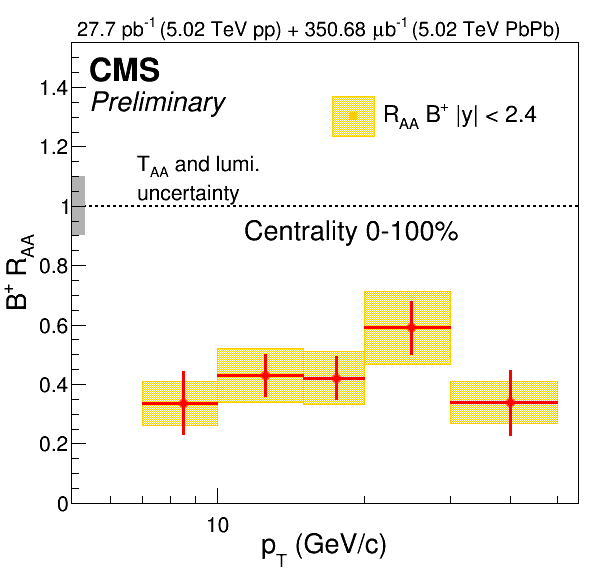 27.7 pb⁻¹ (5.02 TeV pp) + 350.68 μb⁻¹ (5.02 TeV PbPb)
CMS
Preliminary
R_AA B⁺ |y| < 2.4
T_AA and lumi.
uncertainty
Centrality 0-100%
B⁺ R_AA
1.4
1.2
1
0.8
0.6
0.4
0.2
0
10
p_T (GeV/c)